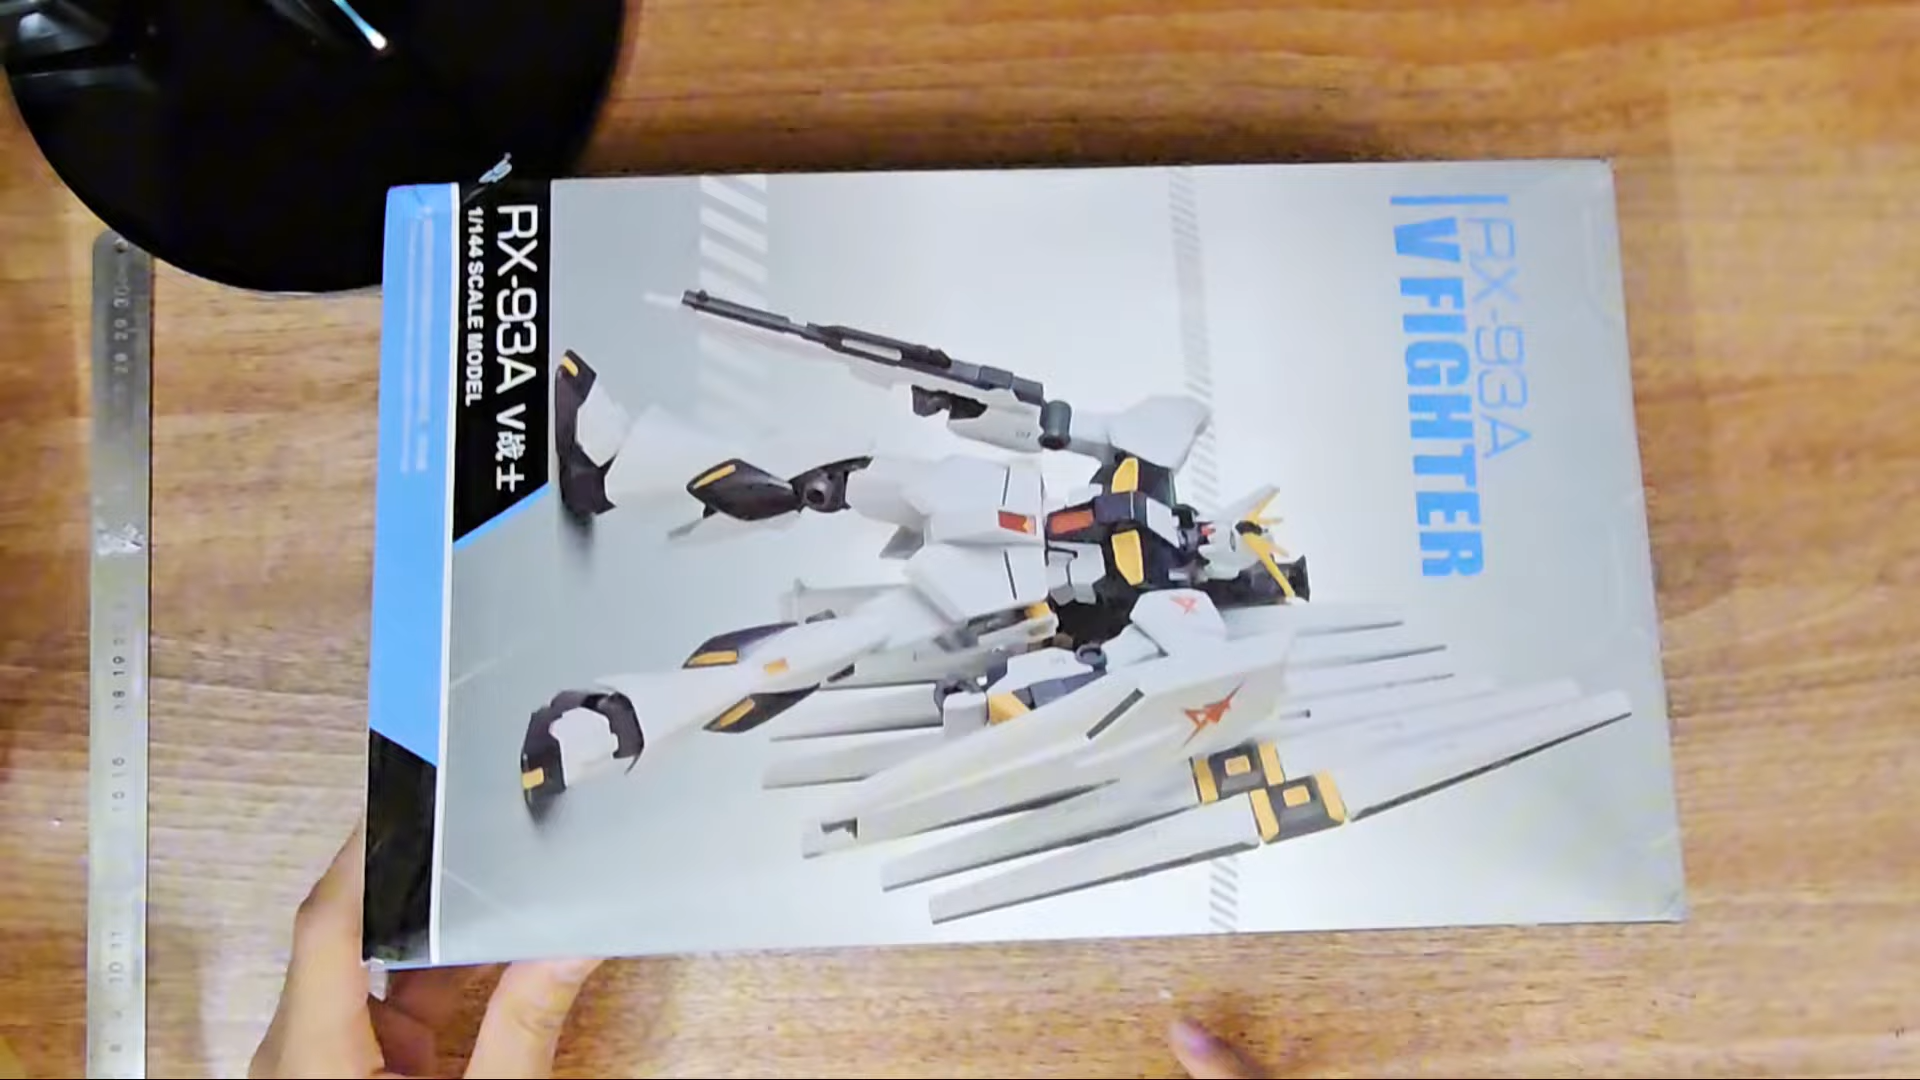 RX-93A
V FIGHTER
RX-93A V战士
1/144 SCALE MODEL